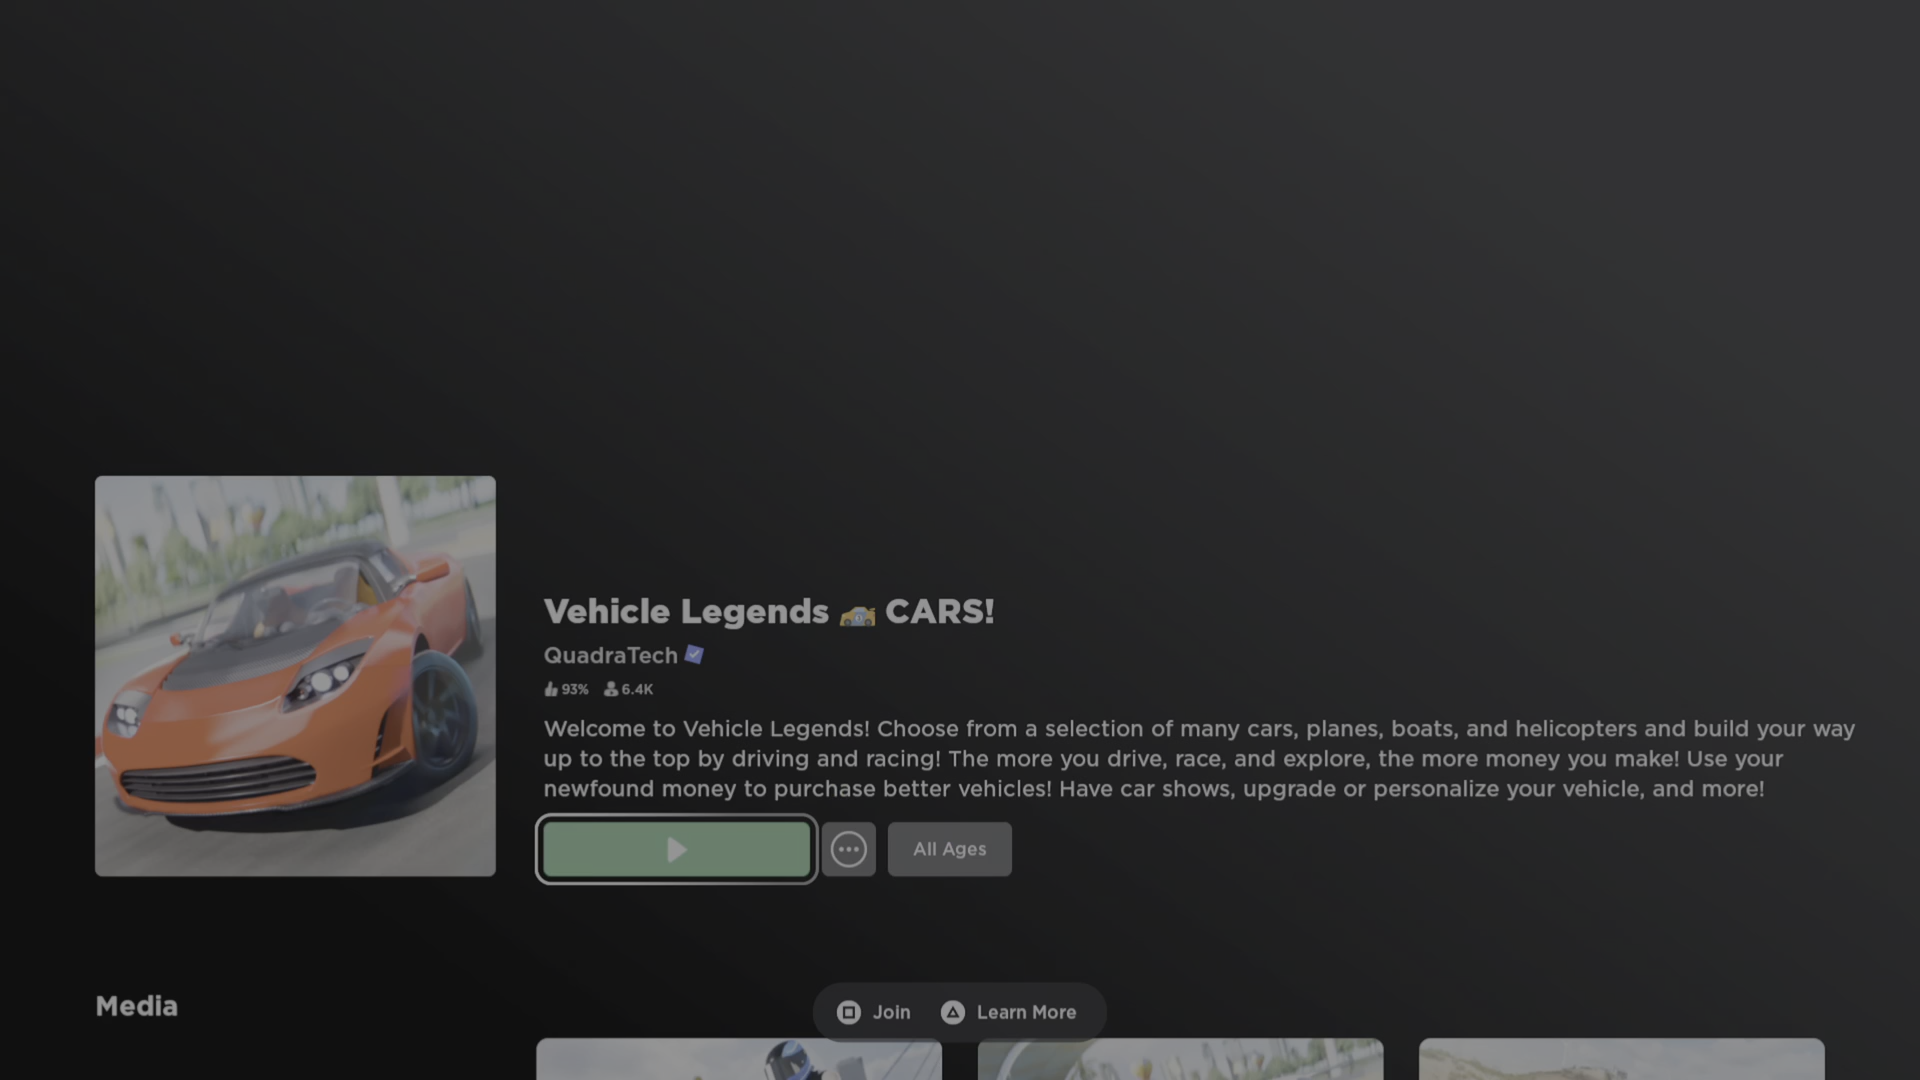 Vehicle Legends 🏎️ CARS!
QuadraTech
93% 6.4K
Welcome to Vehicle Legends! Choose from a selection of many cars, planes, boats, and helicopters and build your way
up to the top by driving and racing! The more you drive, race, and explore, the more money you make! Use your
newfound money to purchase better vehicles! Have car shows, upgrade or personalize your vehicle, and more!
All Ages
Media
Join Learn More